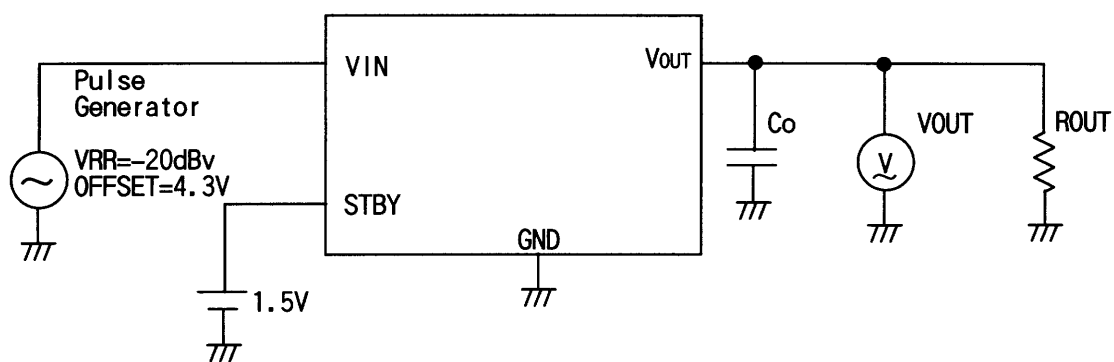 VIN
VOUT
Pulse
Generator
Co
VOUT
ROUT
VRR=-20dBv
OFFSET=4.3V
V
STBY
GND
1.5V